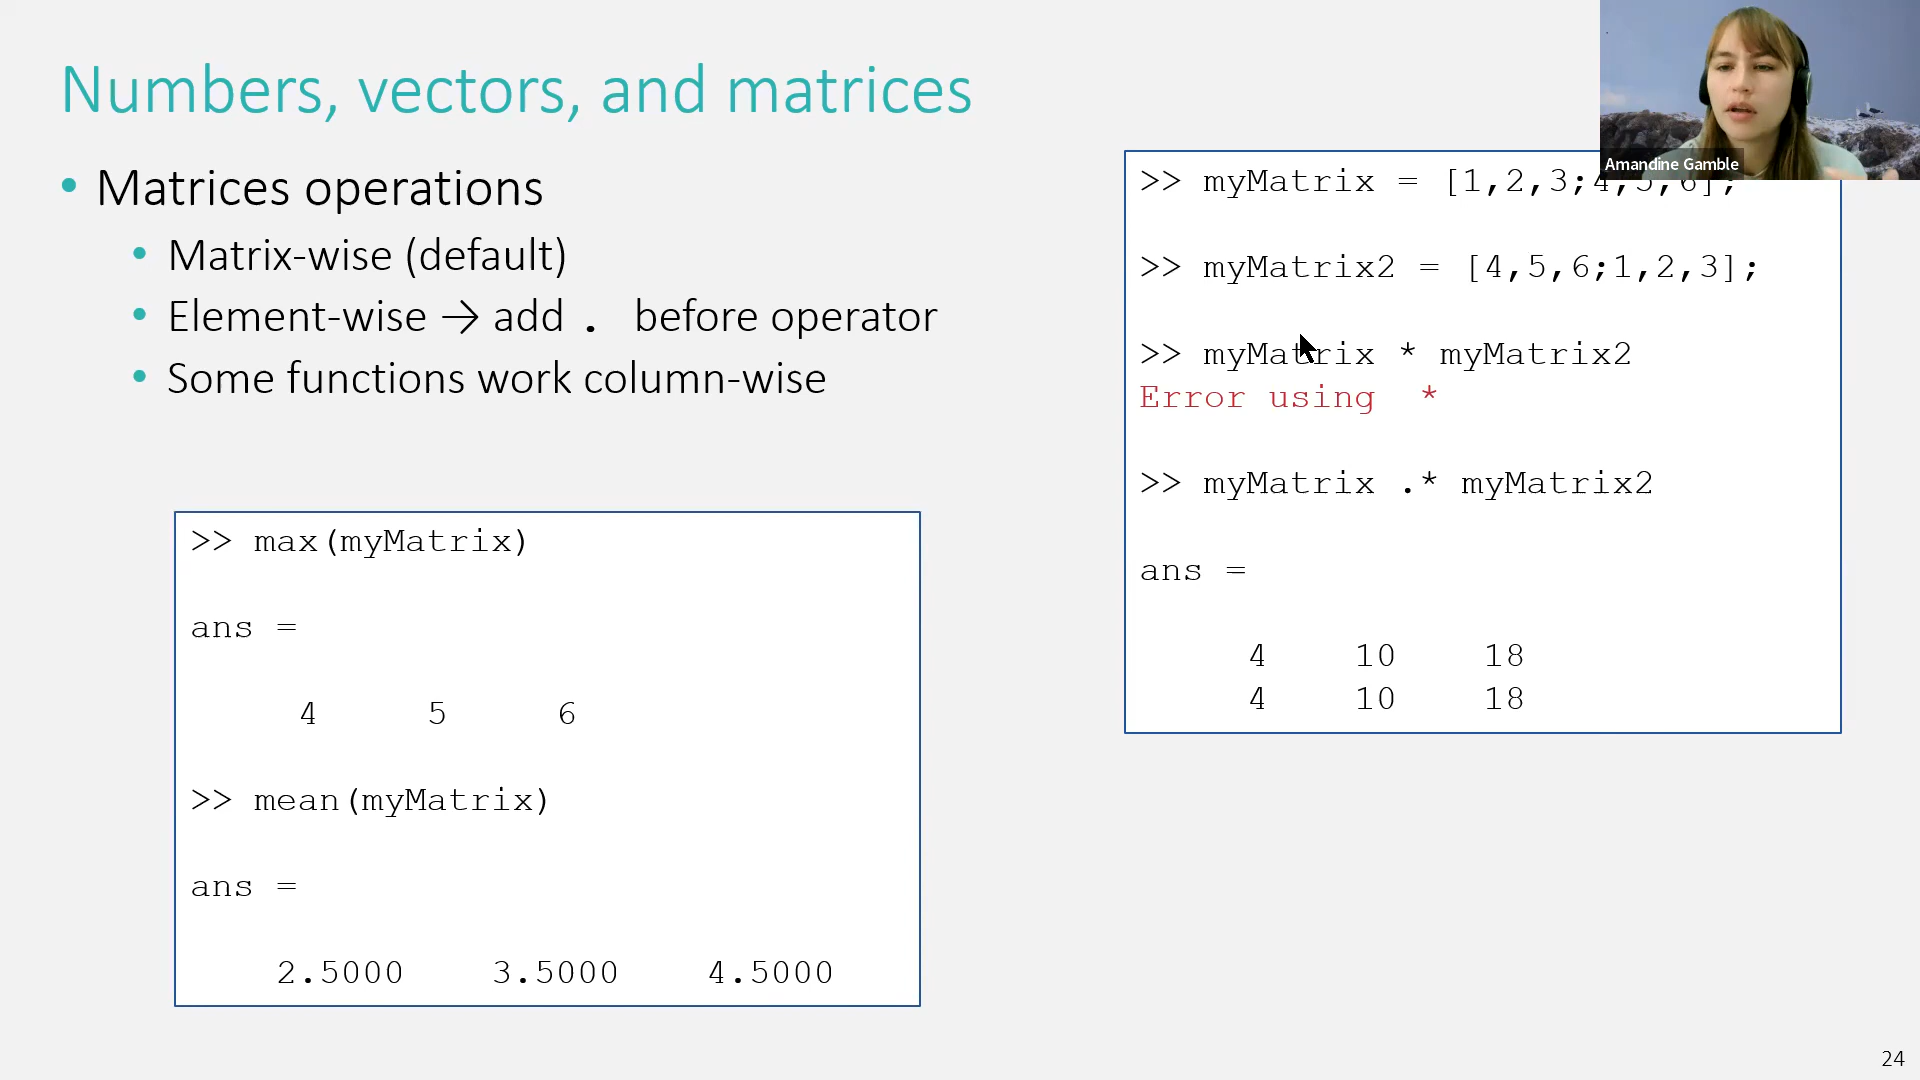 Numbers, vectors, and matrices
• Matrices operations
• Matrix-wise (default)
• Element-wise → add . before operator
• Some functions work column-wise
>> max(myMatrix)
ans =
4 5 6
>> mean(myMatrix)
ans =
2.5000 3.5000 4.5000
Amandine Gamble
>> myMatrix = [1,2,3;4,5,6];
>> myMatrix2 = [4,5,6;1,2,3];
>> myMatrix * myMatrix2
Error using *
>> myMatrix .* myMatrix2
ans =
4 10 18
4 10 18
24